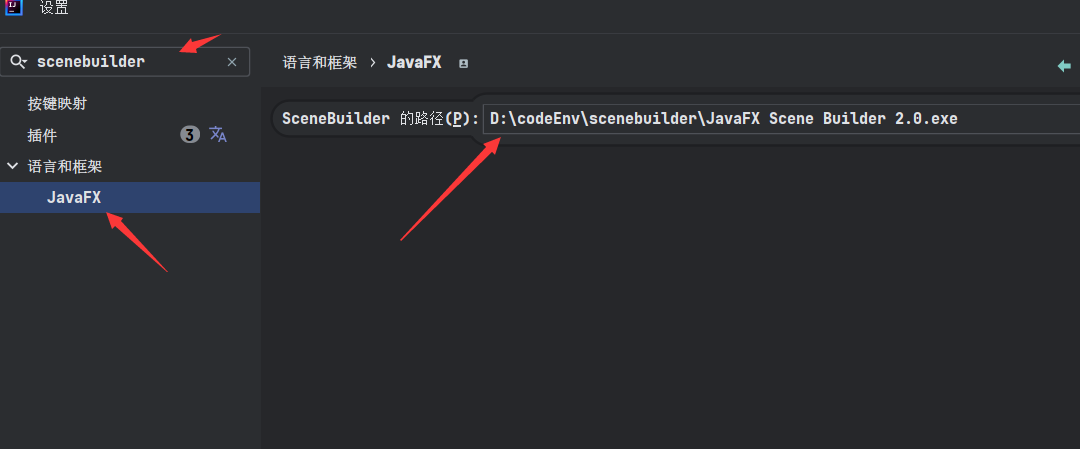 设置
scenebuilder
语言和框架 › JavaFX
按键映射
插件 3
语言和框架
JavaFX
SceneBuilder 的路径(P): D:\codeEnv\scenebuilder\JavaFX Scene Builder 2.0.exe